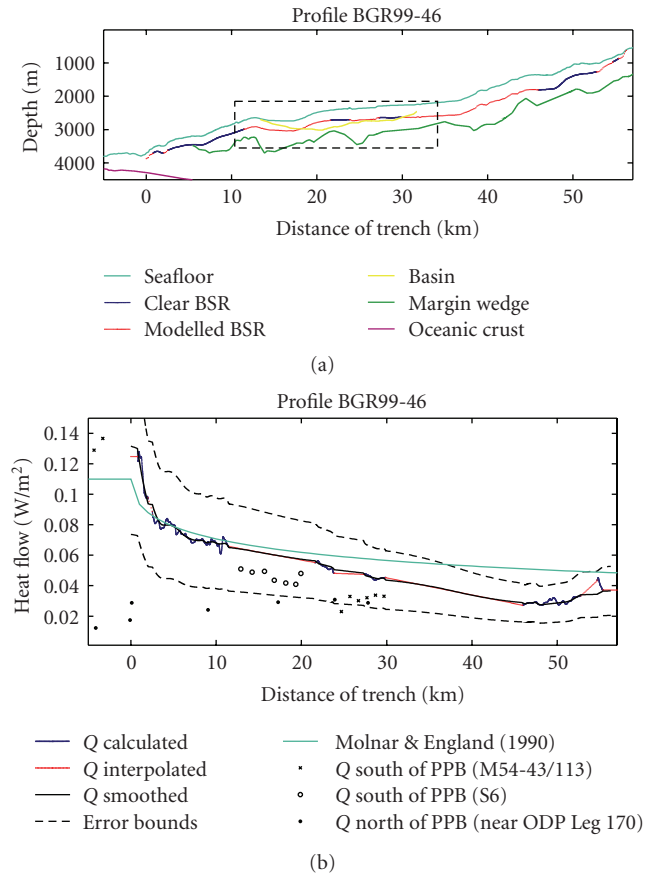 Profile BGR99-46
Depth (m)
1000
2000
3000
4000
0 10 20 30 40 50
Distance of trench (km)
Seafloor
Clear BSR
Modelled BSR
Basin
Margin wedge
Oceanic crust
(a)
Profile BGR99-46
Heat flow (W/m²)
0.14
0.12
0.1
0.08
0.06
0.04
0.02
0 10 20 30 40 50
Distance of trench (km)
Q calculated
Q interpolated
Q smoothed
Error bounds
Molnar & England (1990)
Q south of PPB (M54-43/113)
Q south of PPB (S6)
Q north of PPB (near ODP Leg 170)
(b)